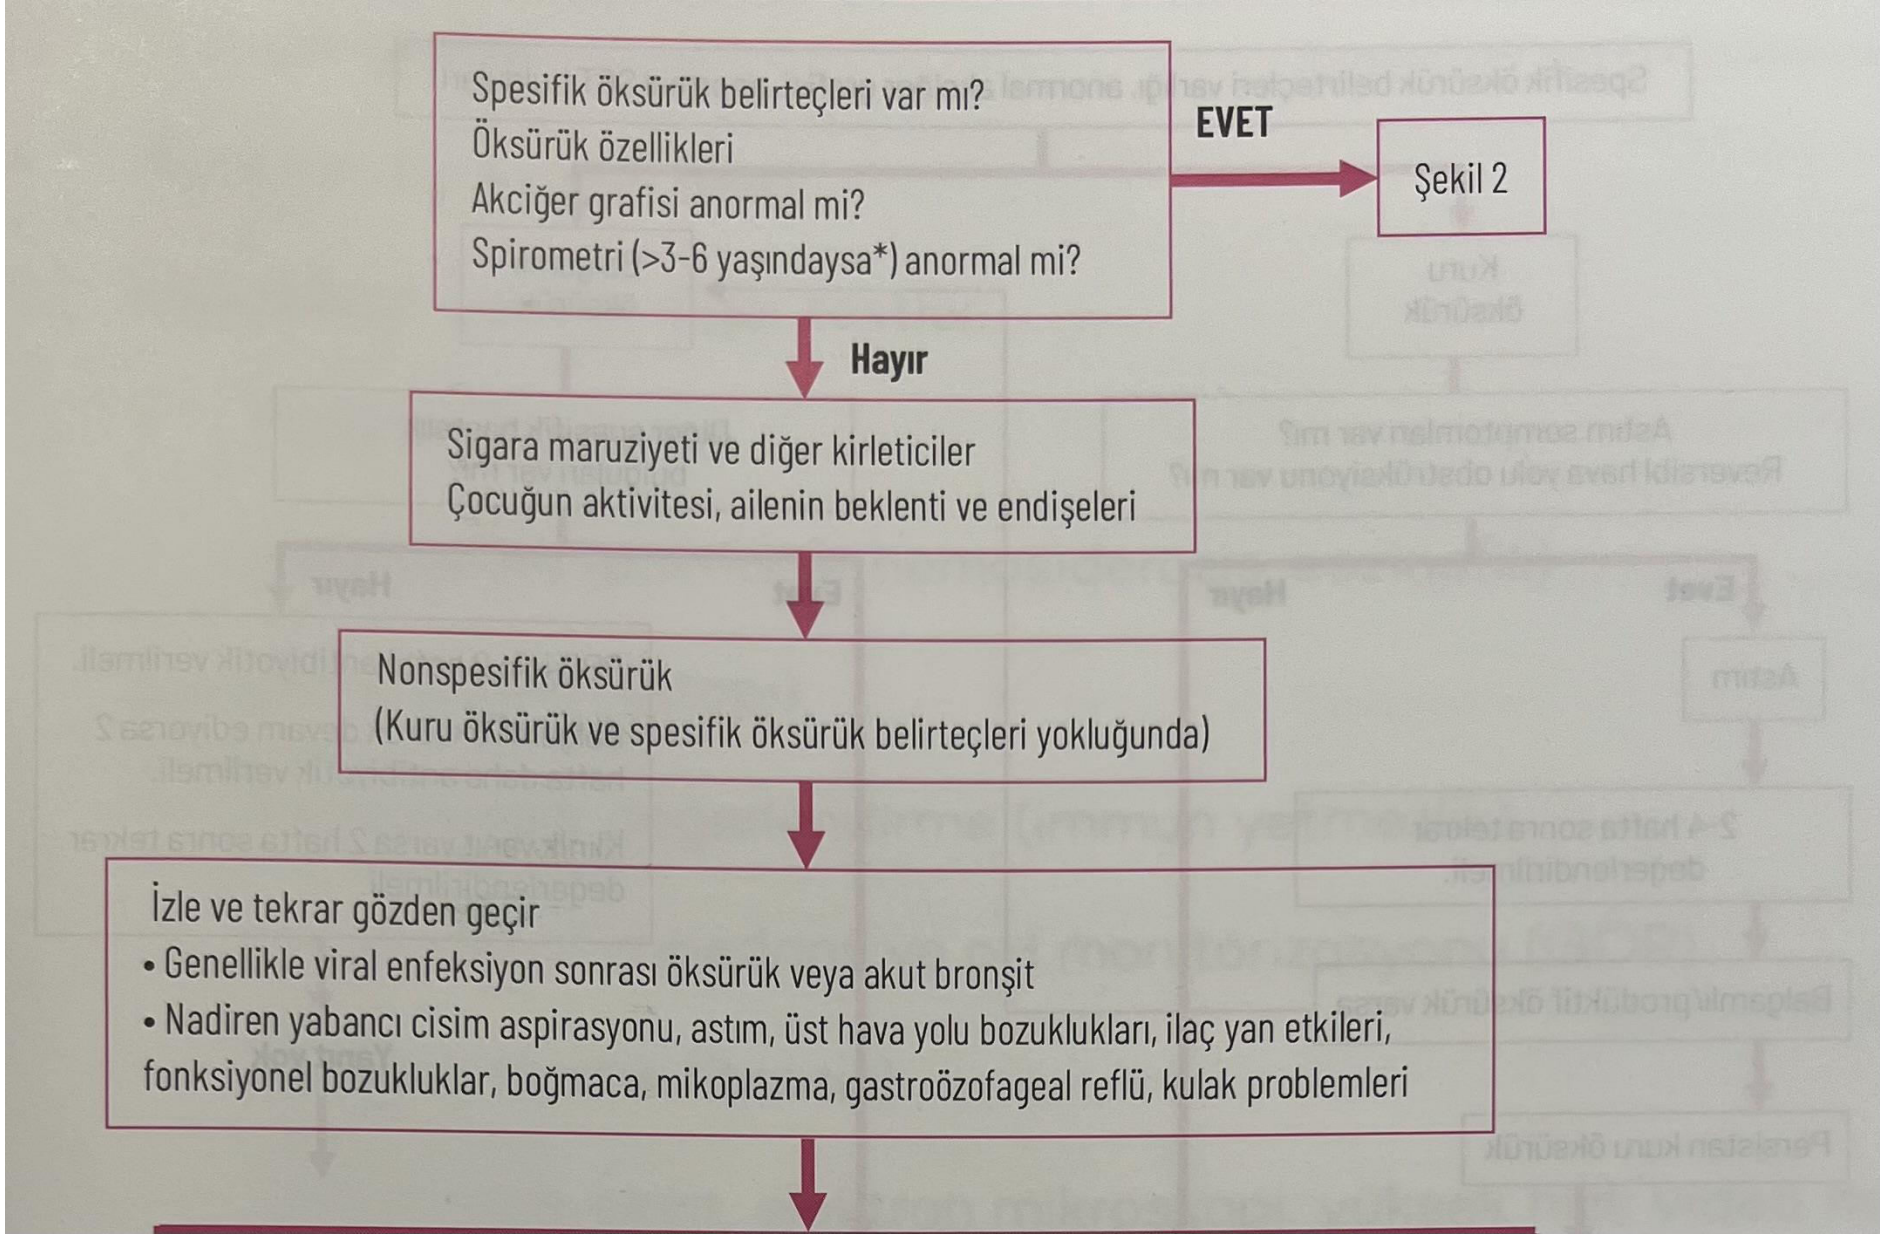 Spesifik öksürük belirteçleri var mı?
Öksürük özellikleri
Akciğer grafisi anormal mi?
Spirometri (>3-6 yaşındaysa*) anormal mi?
EVET
Şekil 2
Hayır
Sigara maruziyeti ve diğer kirleticiler
Çocuğun aktivitesi, ailenin beklenti ve endişeleri
Nonspesifik öksürük
(Kuru öksürük ve spesifik öksürük belirteçleri yokluğunda)
İzle ve tekrar gözden geçir
• Genellikle viral enfeksiyon sonrası öksürük veya akut bronşit
• Nadiren yabancı cisim aspirasyonu, astım, üst hava yolu bozuklukları, ilaç yan etkileri,
fonksiyonel bozukluklar, boğmaca, mikoplazma, gastroözofageal reflü, kulak problemleri